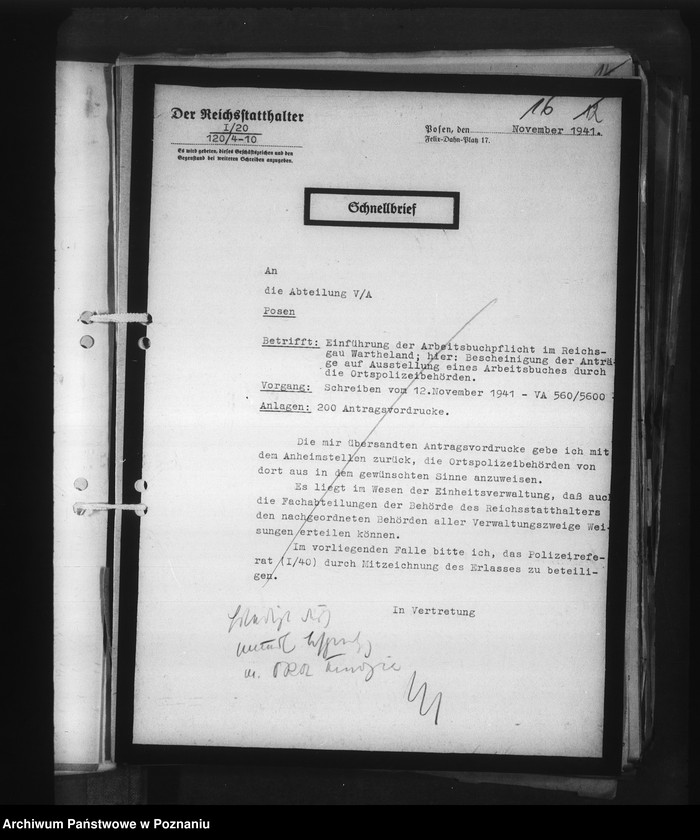 16 12
Der Reichsstatthalter
I/20
120/4-10
Es wird gebeten, dieses Geschäftszeichen und den
Gegenstand bei weiteren Schreiben anzugeben.
Posen, den November 1941.
Felix-Dahn-Platz 17.
Schnellbrief
An
die Abteilung V/A
Posen
Betrifft: Einführung der Arbeitsbuchpflicht im Reichs-
gau Wartheland; hier: Bescheinigung der Anträ-
ge auf Ausstellung eines Arbeitsbuches durch
die Ortspolizeibehörden.
Vorgang: Schreiben vom 12.November 1941 - VA 560/5600
Anlagen: 200 Antragsvordrucke.
Die mir übersandten Antragsvordrucke gebe ich mit
dem Anheimstellen zurück, die Ortspolizeibehörden von
dort aus in dem gewünschten Sinne anzuweisen.
Es liegt im Wesen der Einheitsverwaltung, daß auch
die Fachabteilungen der Behörde des Reichsstatthalters
den nachgeordneten Behörden aller Verwaltungszweige Wei-
sungen erteilen können.
Im vorliegenden Falle bitte ich, das Polizeirefe-
rat (I/40) durch Mitzeichnung des Erlasses zu beteili-
gen.
In Vertretung
Archiwum Państwowe w Poznaniu